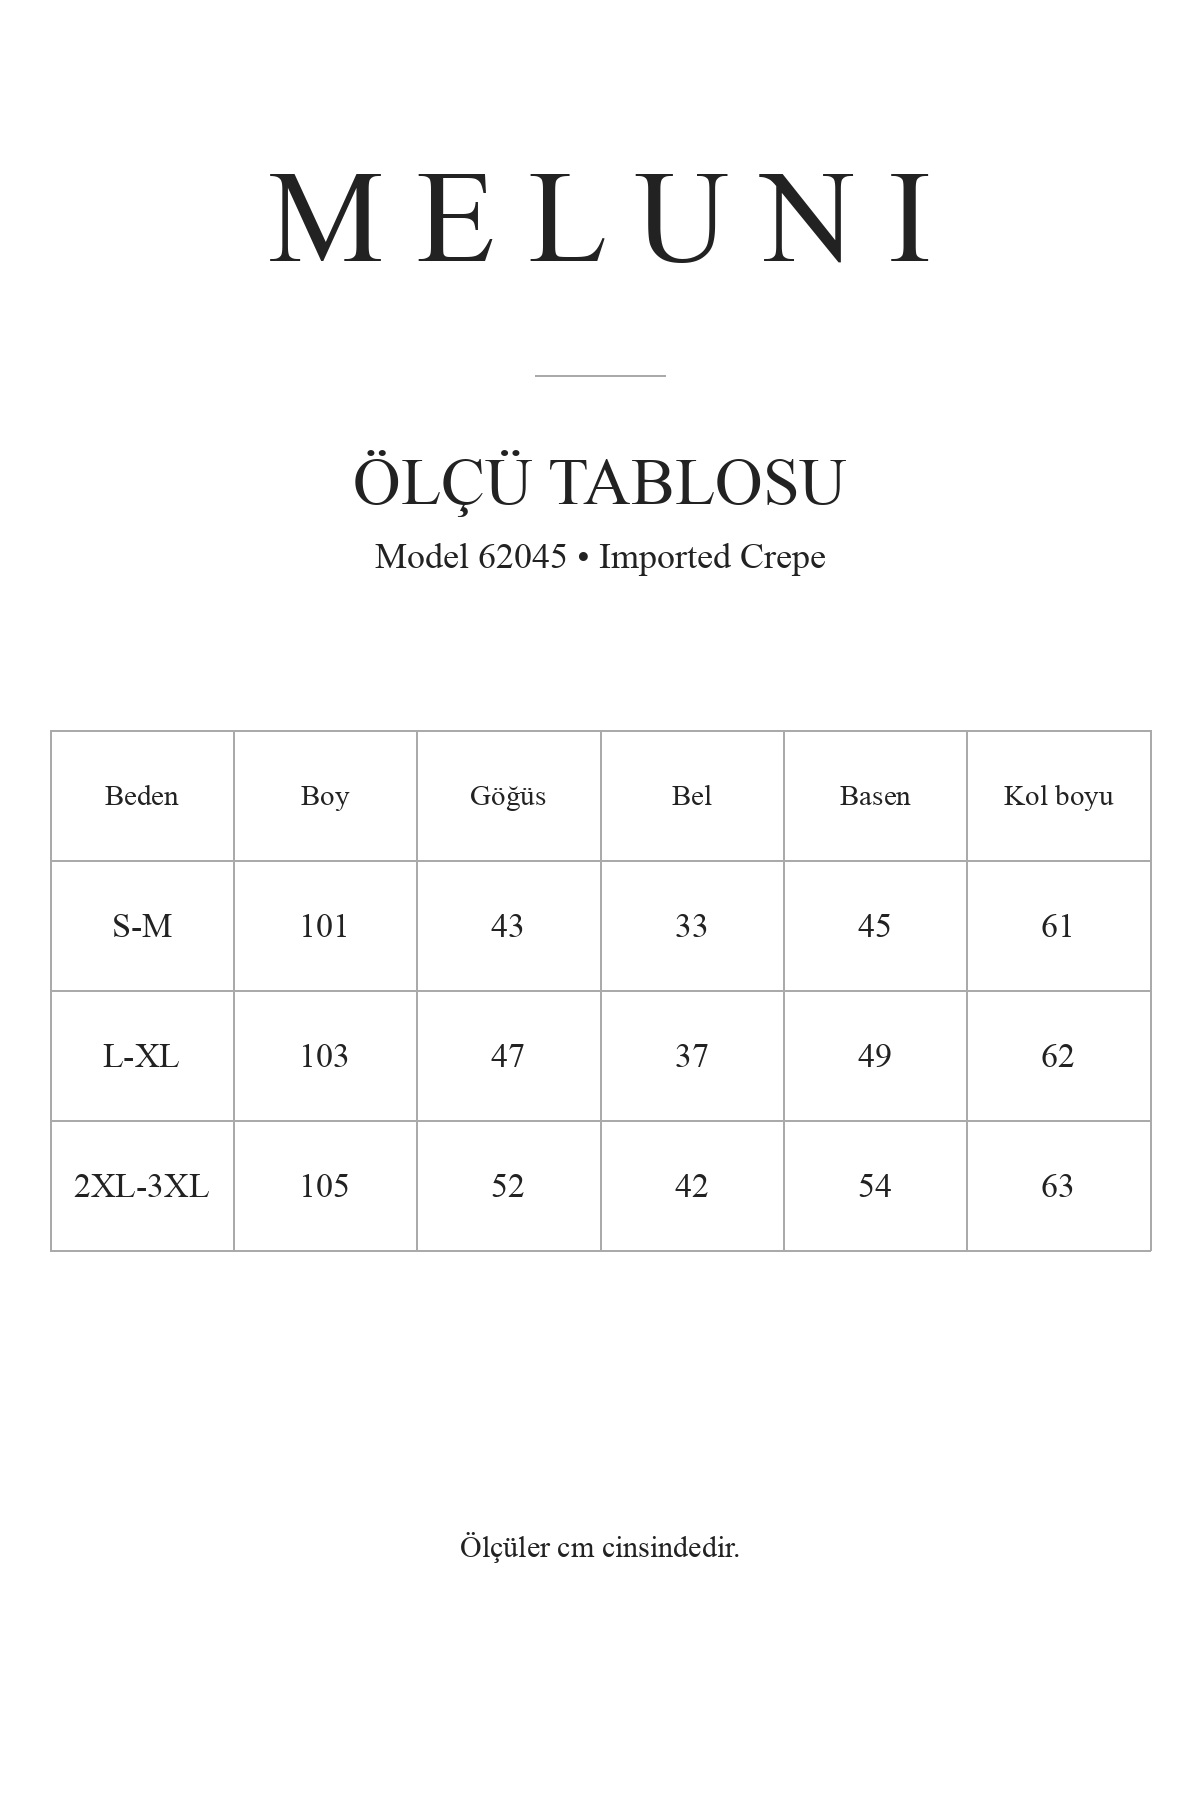 MELUNI
ÖLÇÜ TABLOSU
Model 62045 • Imported Crepe
Beden Boy Göğüs Bel Basen Kol boyu
S-M 101 43 33 45 61
L-XL 103 47 37 49 62
2XL-3XL 105 52 42 54 63
Ölçüler cm cinsindedir.